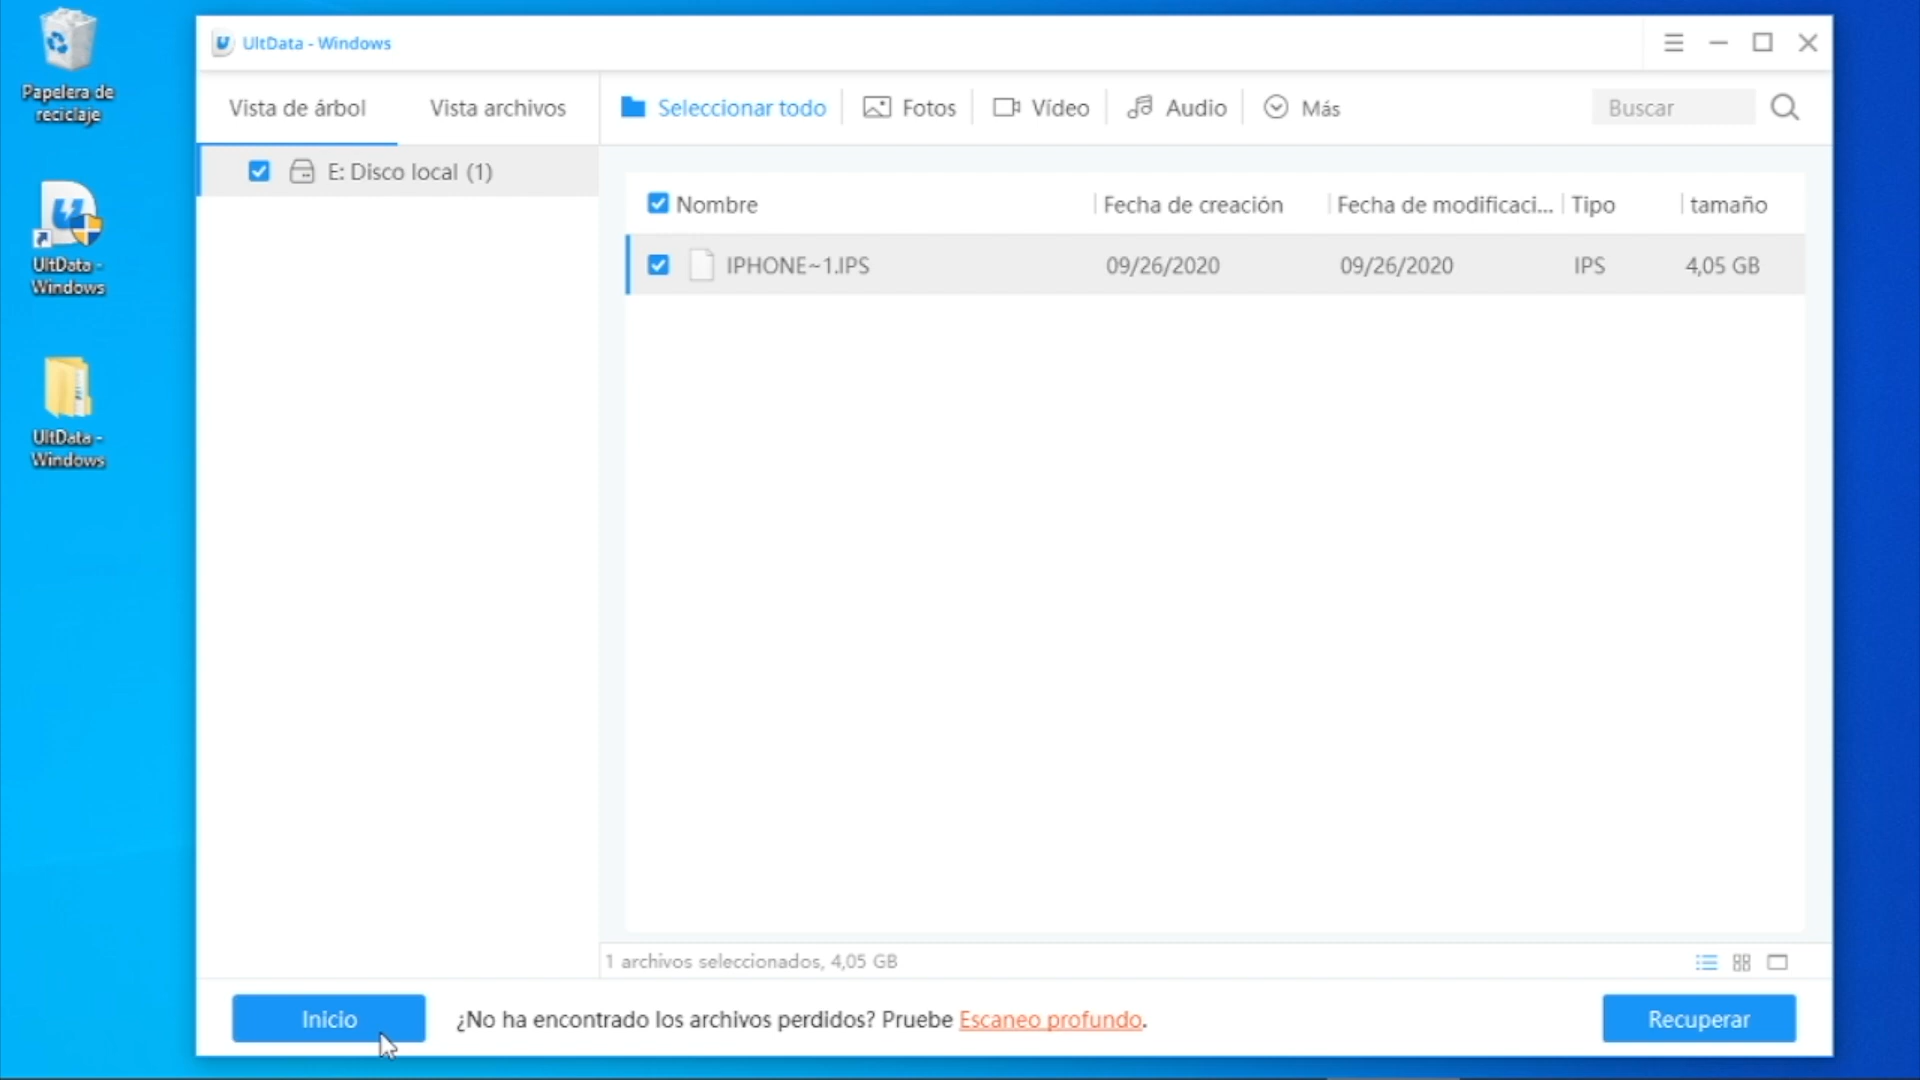 Papelera de
reciclaje
UltData -
Windows
UltData -
Windows
UltData - Windows
Vista de árbol
Vista archivos
Seleccionar todo
Fotos
Vídeo
Audio
Más
Buscar
E: Disco local (1)
Nombre
Fecha de creación
Fecha de modificaci...
Tipo
tamaño
IPHONE~1.IPS
09/26/2020
09/26/2020
IPS
4,05 GB
1 archivos seleccionados, 4,05 GB
Inicio
¿No ha encontrado los archivos perdidos? Pruebe Escaneo profundo.
Recuperar